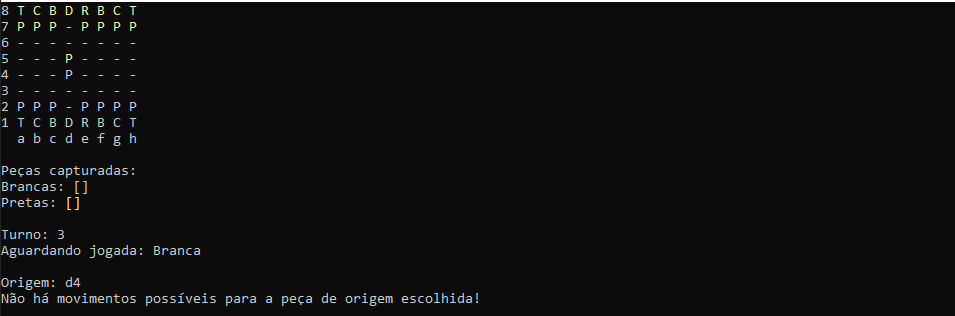 8 T C B D R B C T
7 P P P - P P P P
6 - - - - - - - -
5 - - - P - - - -
4 - - - P - - - -
3 - - - - - - - -
2 P P P - P P P P
1 T C B D R B C T
  a b c d e f g h
Peças capturadas:
Brancas: []
Pretas: []
Turno: 3
Aguardando jogada: Branca
Origem: d4
Não há movimentos possíveis para a peça de origem escolhida!